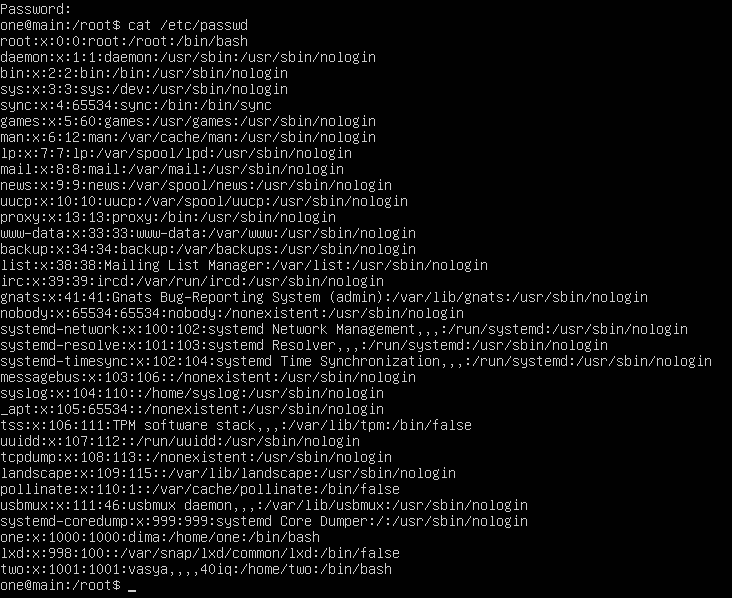 Password:
one@main:/root$ cat /etc/passwd
root:x:0:0:root:/root:/bin/bash
daemon:x:1:1:daemon:/usr/sbin:/usr/sbin/nologin
bin:x:2:2:bin:/bin:/usr/sbin/nologin
sys:x:3:3:sys:/dev:/usr/sbin/nologin
sync:x:4:65534:sync:/bin:/bin/sync
games:x:5:60:games:/usr/games:/usr/sbin/nologin
man:x:6:12:man:/var/cache/man:/usr/sbin/nologin
lp:x:7:7:lp:/var/spool/lpd:/usr/sbin/nologin
mail:x:8:8:mail:/var/mail:/usr/sbin/nologin
news:x:9:9:news:/var/spool/news:/usr/sbin/nologin
uucp:x:10:10:uucp:/var/spool/uucp:/usr/sbin/nologin
proxy:x:13:13:proxy:/bin:/usr/sbin/nologin
www-data:x:33:33:www-data:/var/www:/usr/sbin/nologin
backup:x:34:34:backup:/var/backups:/usr/sbin/nologin
list:x:38:38:Mailing List Manager:/var/list:/usr/sbin/nologin
irc:x:39:39:ircd:/var/run/ircd:/usr/sbin/nologin
gnats:x:41:41:Gnats Bug-Reporting System (admin):/var/lib/gnats:/usr/sbin/nologin
nobody:x:65534:65534:nobody:/nonexistent:/usr/sbin/nologin
systemd-network:x:100:102:systemd Network Management,,,:/run/systemd:/usr/sbin/nologin
systemd-resolve:x:101:103:systemd Resolver,,,:/run/systemd:/usr/sbin/nologin
systemd-timesync:x:102:104:systemd Time Synchronization,,,:/run/systemd:/usr/sbin/nologin
messagebus:x:103:106::/nonexistent:/usr/sbin/nologin
syslog:x:104:110::/home/syslog:/usr/sbin/nologin
_apt:x:105:65534::/nonexistent:/usr/sbin/nologin
tss:x:106:111:TPM software stack,,,:/var/lib/tpm:/bin/false
uuidd:x:107:112::/run/uuidd:/usr/sbin/nologin
tcpdump:x:108:113::/nonexistent:/usr/sbin/nologin
landscape:x:109:115::/var/lib/landscape:/usr/sbin/nologin
pollinate:x:110:1::/var/cache/pollinate:/bin/false
usbmux:x:111:46:usbmux daemon,,,:/var/lib/usbmux:/usr/sbin/nologin
systemd-coredump:x:999:999:systemd Core Dumper:/:/usr/sbin/nologin
one:x:1000:1000:dima:/home/one:/bin/bash
lxd:x:998:100::/var/snap/lxd/common/lxd:/bin/false
two:x:1001:1001:vasya,,,,40iq:/home/two:/bin/bash
one@main:/root$ _